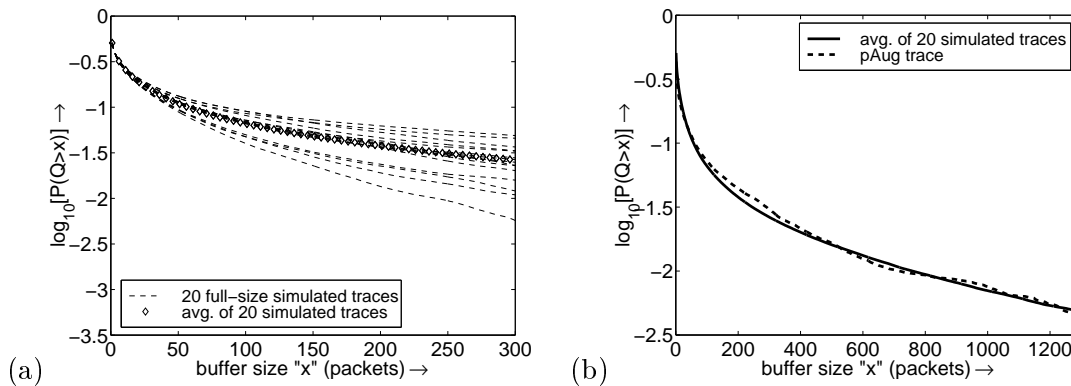 (a)
log10[P(Q>x)] →
0
−0.5
−1
−1.5
−2
−2.5
−3
−3.5
20 full-size simulated traces
avg. of 20 simulated traces
0 50 100 150 200 250 300
buffer size "x" (packets) →
(b)
log10[P(Q>x)] →
0
−0.5
−1
−1.5
−2
−2.5
avg. of 20 simulated traces
pAug trace
0 200 400 600 800 1000 1200
buffer size "x" (packets) →